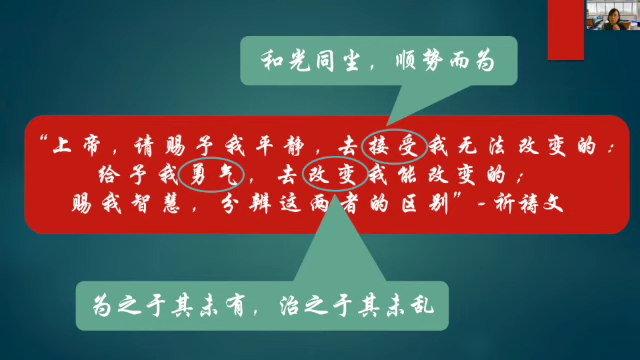 和光同尘，顺势而为
“上帝，请赐予我平静，去接受我无法改变的：
给予我勇气，去改变我能改变的；
赐我智慧，分辨这两者的区别”-祈祷文
为之于其未有，治之于其未乱